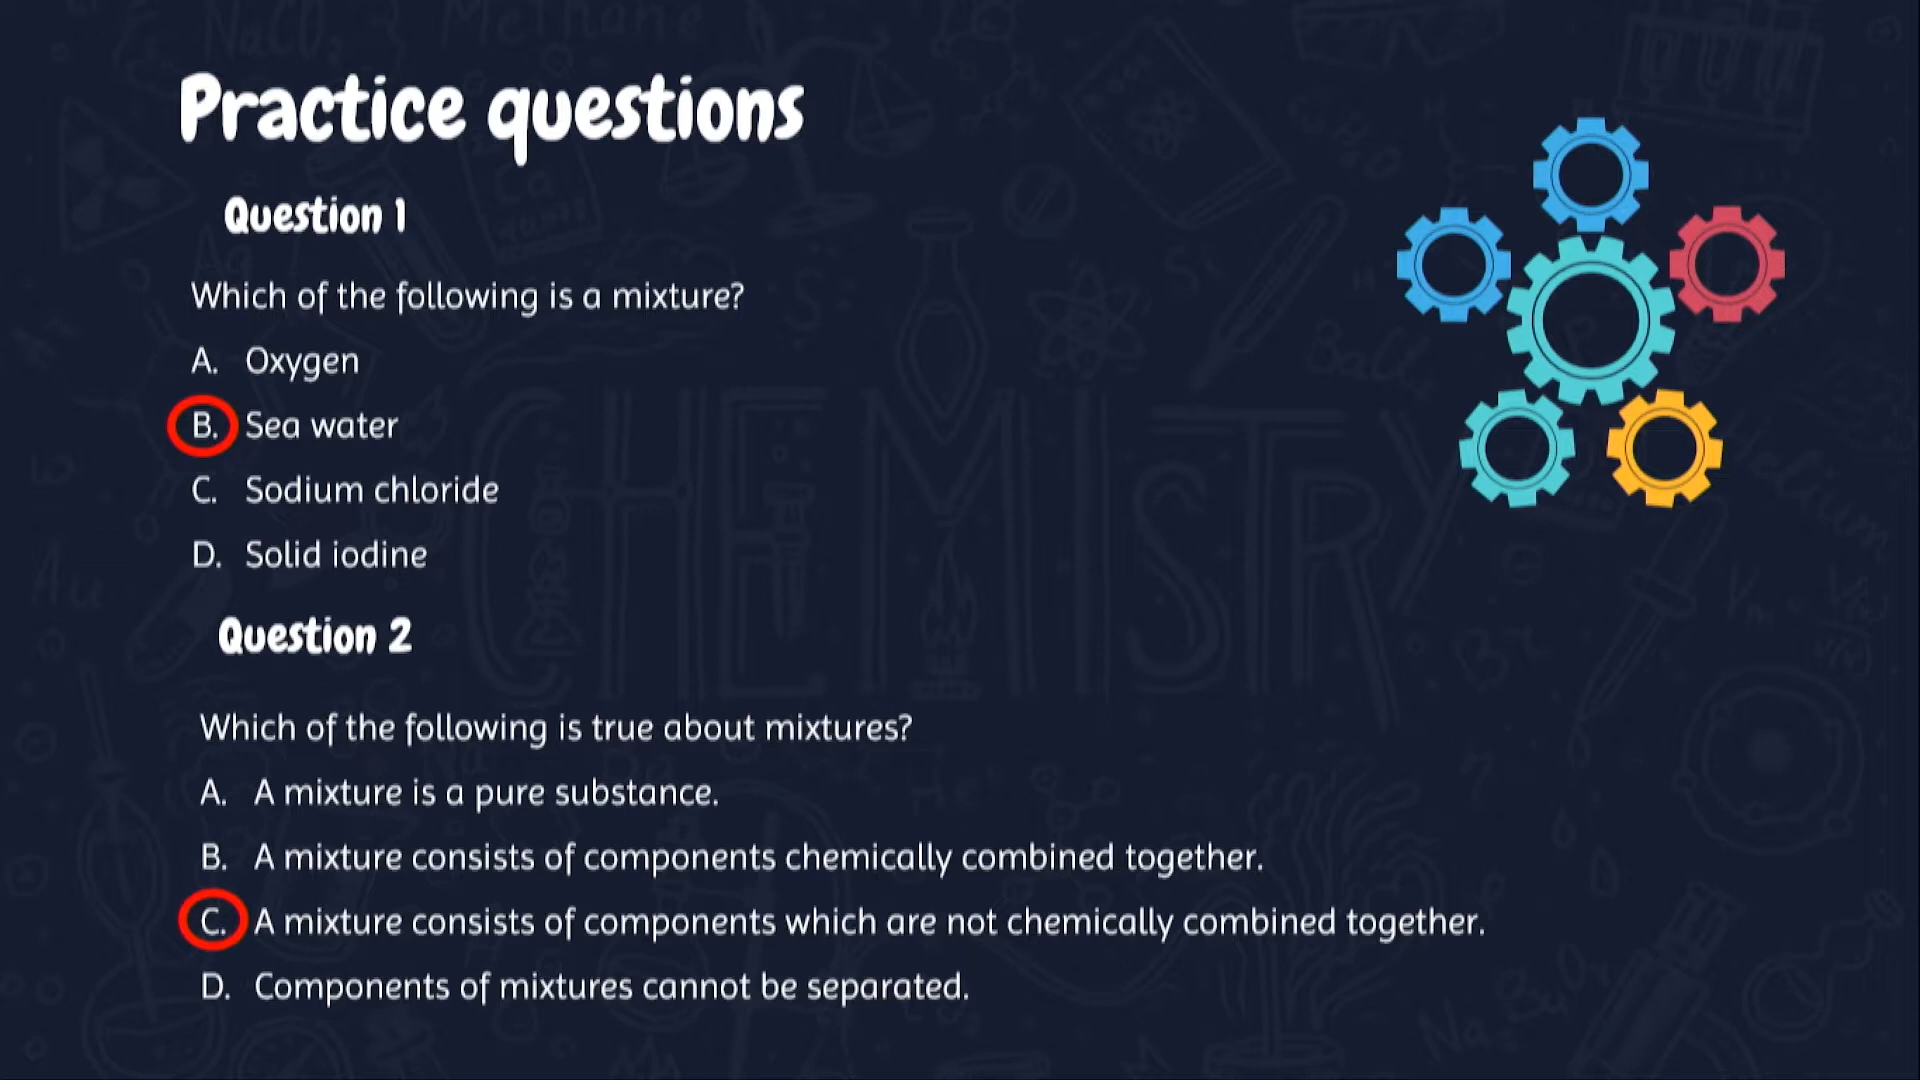 Practice questions
Question 1
Which of the following is a mixture?
A. Oxygen
B. Sea water
C. Sodium chloride
D. Solid iodine
CHEMISTRY
Question 2
Which of the following is true about mixtures?
A. A mixture is a pure substance.
B. A mixture consists of components chemically combined together.
C. A mixture consists of components which are not chemically combined together.
D. Components of mixtures cannot be separated.